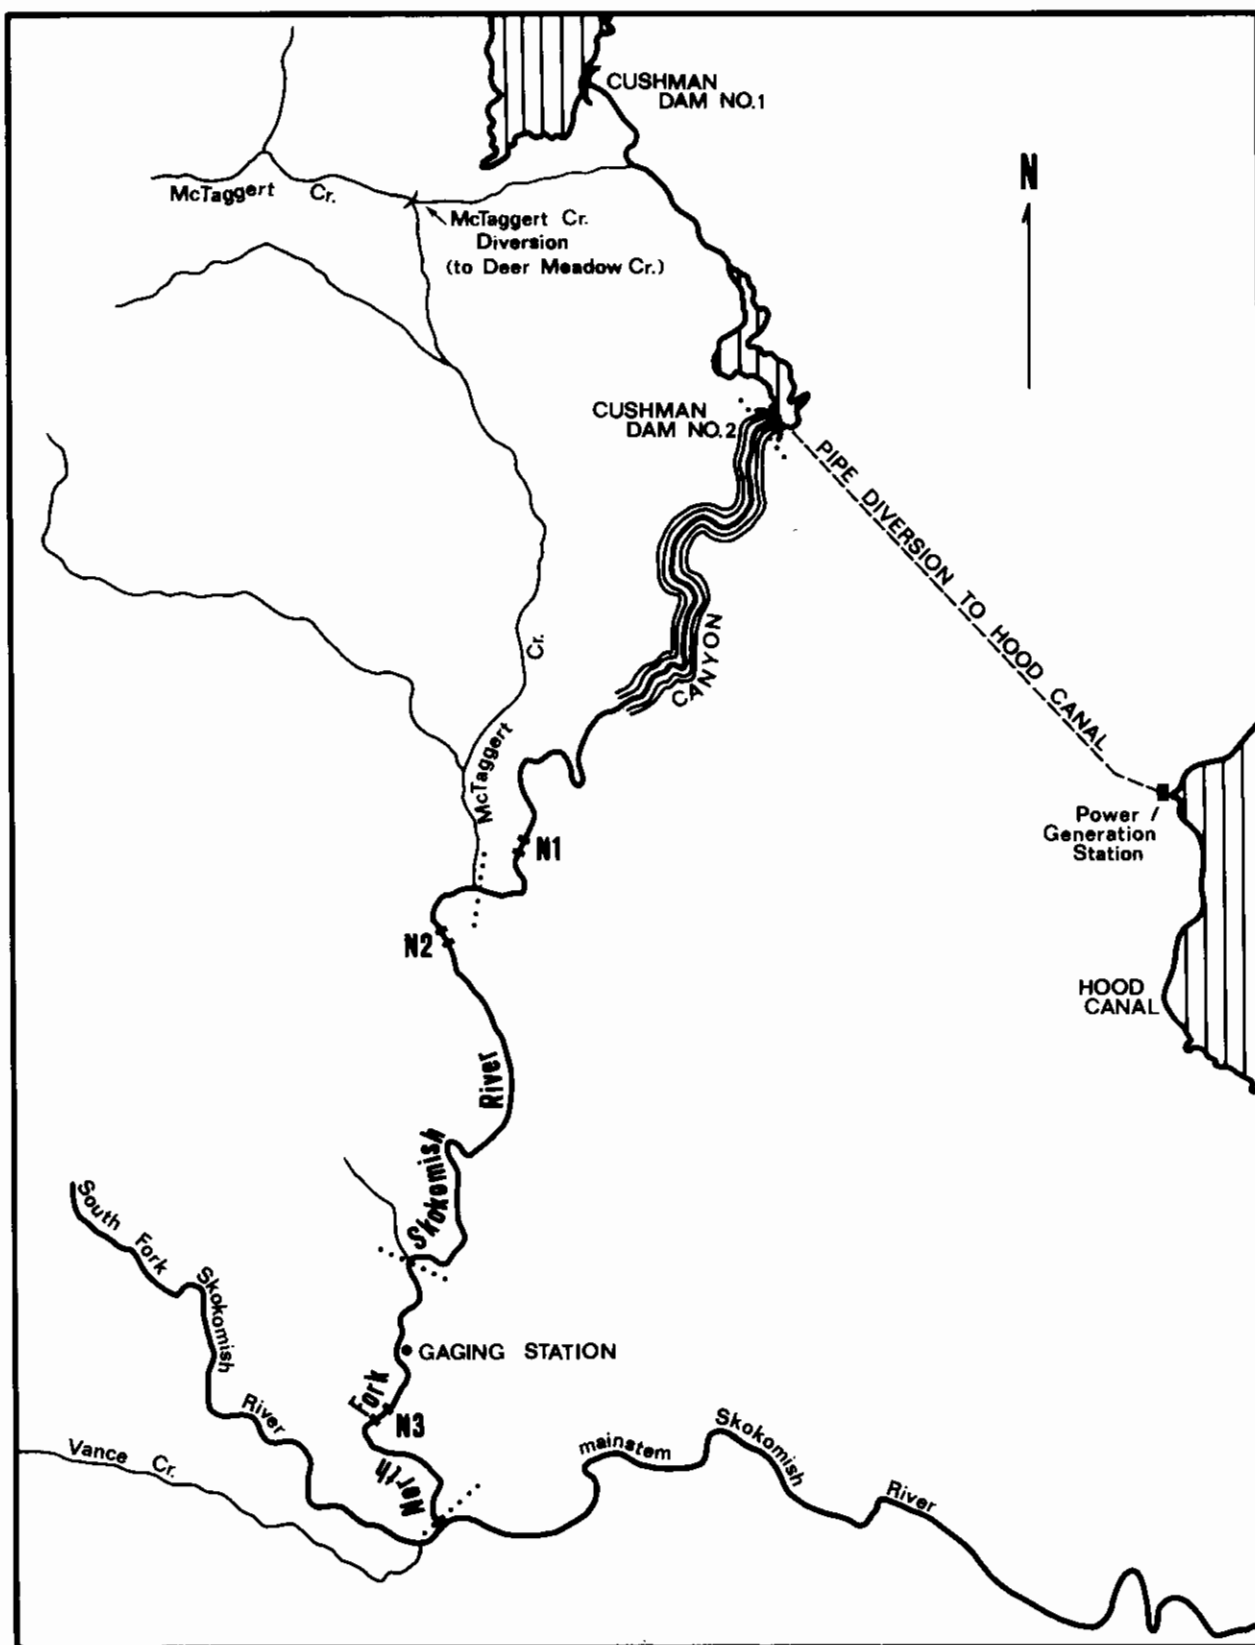 CUSHMAN
DAM NO.1
N
McTaggert Cr.
McTaggert Cr.
Diversion
(to Deer Meadow Cr.)
CUSHMAN
DAM NO.2
PIPE DIVERSION TO HOOD CANAL
CANYON
McTaggert Cr.
Power /
Generation
Station
N1
N2
HOOD
CANAL
North Fork Skokomish River
South Fork Skokomish River
GAGING STATION
N3
Vance Cr.
mainstem Skokomish River